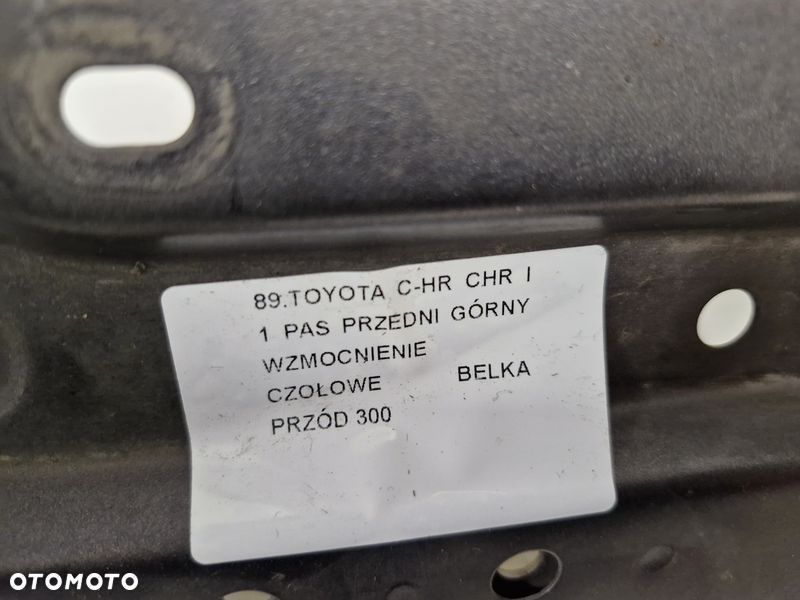 89.TOYOTA C-HR CHR I
1 PAS PRZEDNI GÓRNY
WZMOCNIENIE
CZOŁOWE BELKA
PRZÓD 300
OTOMOTO